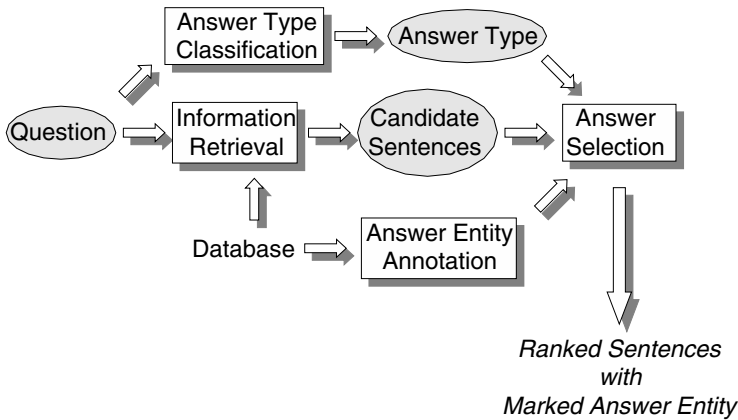 Answer Type
Classification
Answer Type
Question
Information
Retrieval
Candidate
Sentences
Answer
Selection
Database
Answer Entity
Annotation
Ranked Sentences
with
Marked Answer Entity